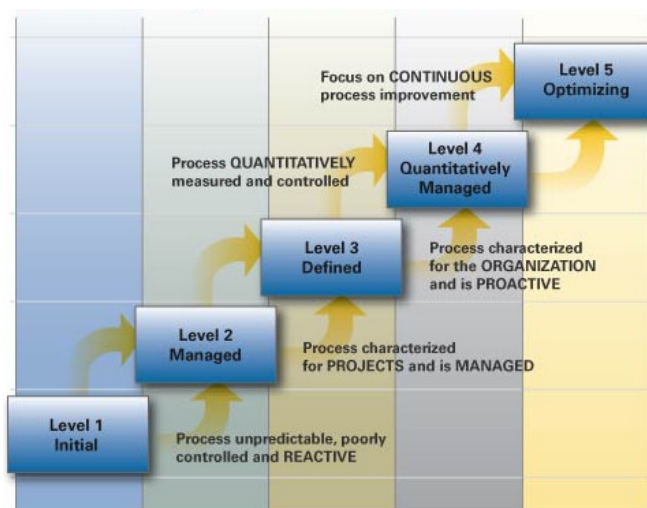 Focus on CONTINUOUS
process improvement
Level 5
Optimizing
Process QUANTITATIVELY
measured and controlled
Level 4
Quantitatively
Managed
Level 3
Defined
Process characterized
for the ORGANIZATION
and is PROACTIVE
Level 2
Managed
Process characterized
for PROJECTS and is MANAGED
Level 1
Initial
Process unpredictable, poorly
controlled and REACTIVE